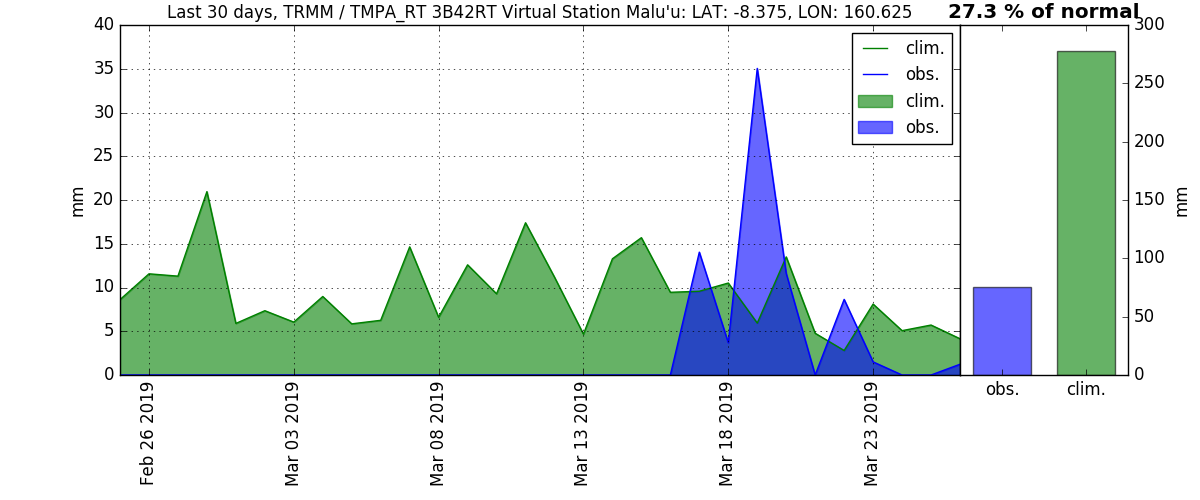 Last 30 days, TRMM / TMPA_RT 3B42RT Virtual Station Malu'u: LAT: -8.375, LON: 160.625
27.3 % of normal
mm
40
35
30
25
20
15
10
5
0
clim.
obs.
clim.
obs.
Feb 26 2019
Mar 03 2019
Mar 08 2019
Mar 13 2019
Mar 18 2019
Mar 23 2019
300
250
200
150
100
50
0
mm
obs.
clim.